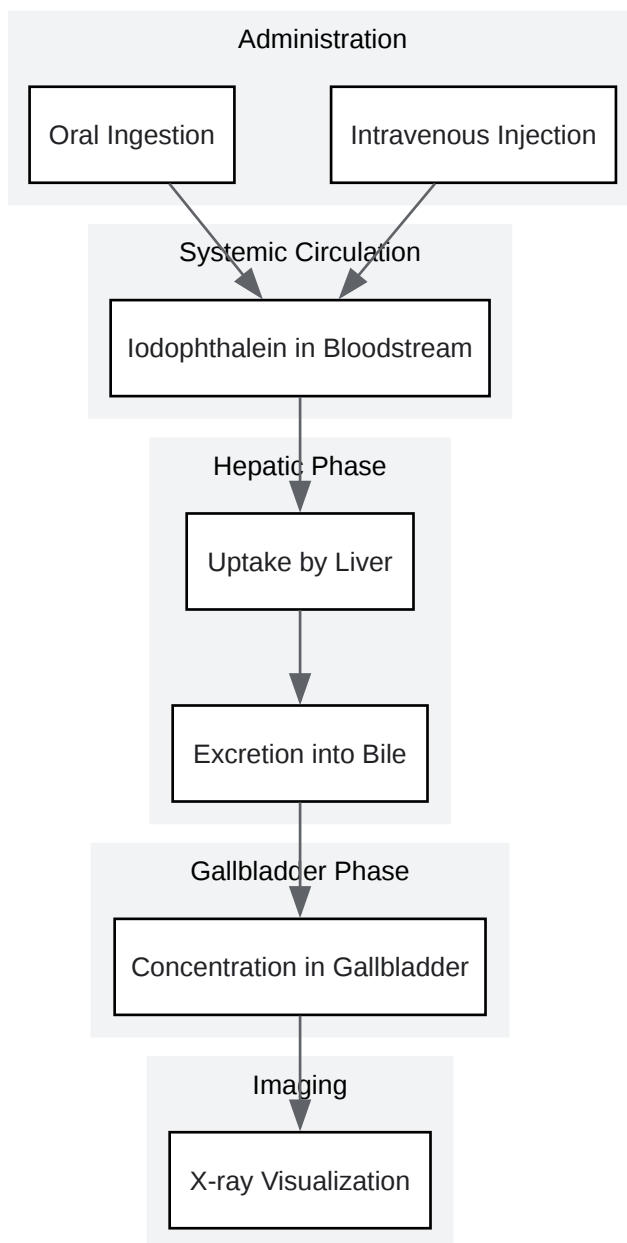 Administration
Oral Ingestion
Intravenous Injection
Systemic Circulation
Iodophthalein in Bloodstream
Hepatic Phase
Uptake by Liver
Excretion into Bile
Gallbladder Phase
Concentration in Gallbladder
Imaging
X-ray Visualization